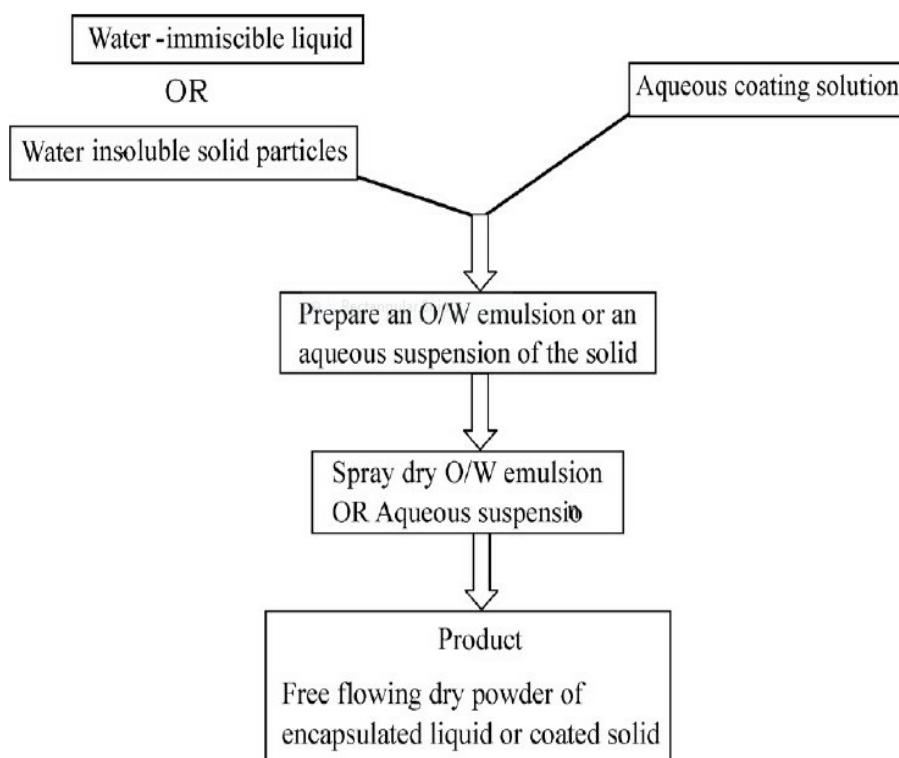 Water -immiscible liquid
OR
Aqueous coating solution
Water insoluble solid particles
Prepare an O/W emulsion or an
aqueous suspension of the solid
Spray dry O/W emulsion
OR Aqueous suspension
Product
Free flowing dry powder of
encapsulated liquid or coated solid